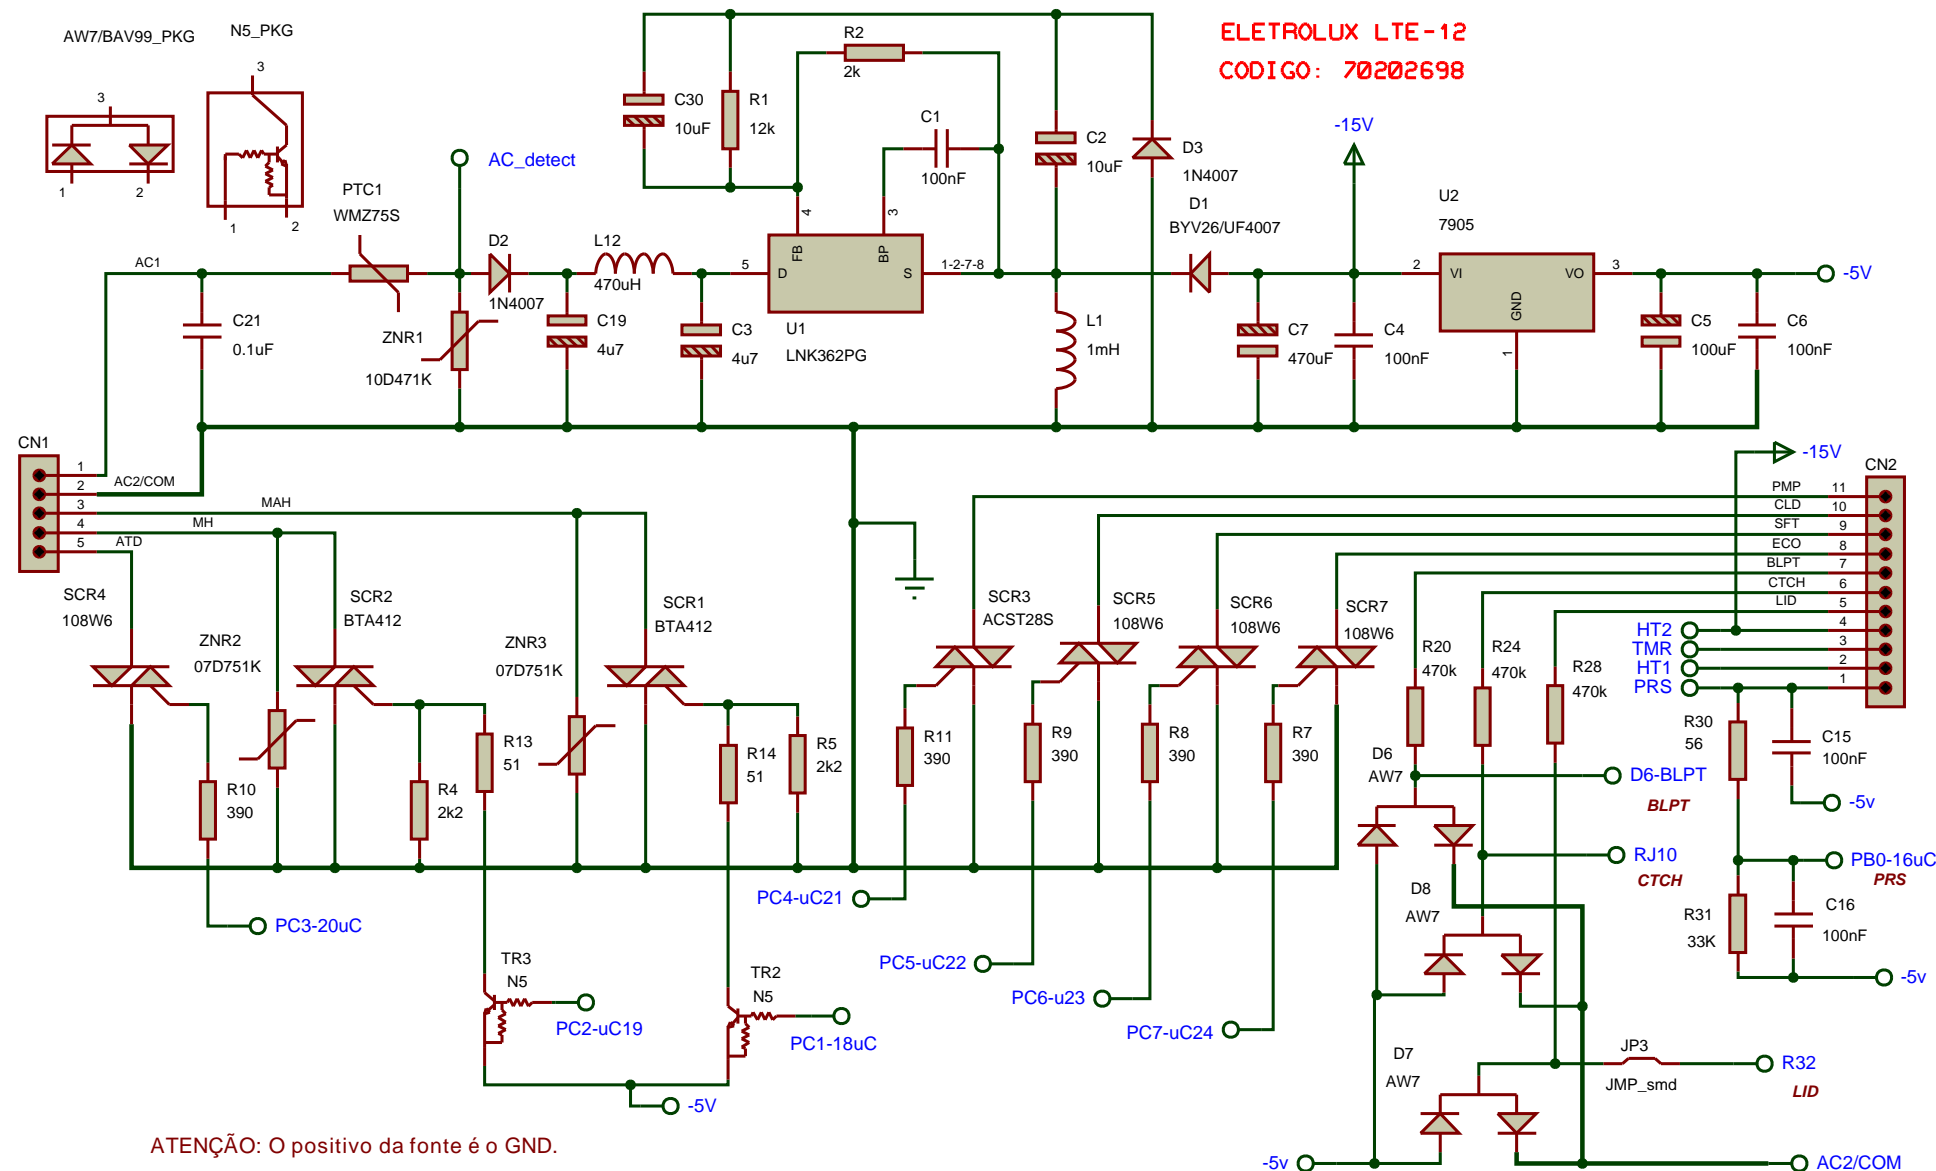 ELETROLUX LTE-12
CODIGO: 70202698
AW7/BAV99_PKG
3
1
2
N5_PKG
3
1
2
AC_detect
PTC1
WMZ75S
AC1
C21
0.1uF
ZNR1
10D471K
D2
1N4007
L12
470uH
C19
4u7
C3
4u7
C30
10uF
R1
12k
R2
2k
C1
100nF
4
3
FB
BP
5
D
S
1-2-7-8
U1
LNK362PG
C2
10uF
D3
1N4007
D1
BYV26/UF4007
L1
1mH
-15V
C7
470uF
C4
100nF
U2
7905
2
VI
VO
3
GND
1
C5
100uF
C6
100nF
-5V
CN1
1
2
3
4
5
AC2/COM
MAH
MH
ATD
SCR4
108W6
ZNR2
07D751K
SCR2
BTA412
ZNR3
07D751K
SCR1
BTA412
R10
390
R4
2k2
R13
51
R14
51
R5
2k2
PC3-20uC
TR3
N5
PC2-uC19
TR2
N5
PC1-18uC
-5V
SCR3
ACST28S
SCR5
108W6
SCR6
108W6
SCR7
108W6
R11
390
R9
390
R8
390
R7
390
PC4-uC21
PC5-uC22
PC6-u23
PC7-uC24
-15V
CN2
PMP 11
CLD 10
SFT 9
ECO 8
BLPT 7
CTCH 6
LID 5
HT2 4
TMR 3
HT1 2
PRS 1
R20
470k
R24
470k
R28
470k
R30
56
C15
100nF
-5v
D6
AW7
D6-BLPT
BLPT
RJ10
CTCH
PB0-16uC
PRS
D8
AW7
R31
33K
C16
100nF
-5v
D7
AW7
JP3
JMP_smd
R32
LID
-5v
AC2/COM
ATENÇÃO: O positivo da fonte é o GND.